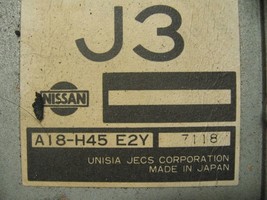 J3
NISSAN
A18-H45 E2Y 7118
UNISIA JECS CORPORATION
MADE IN JAPAN